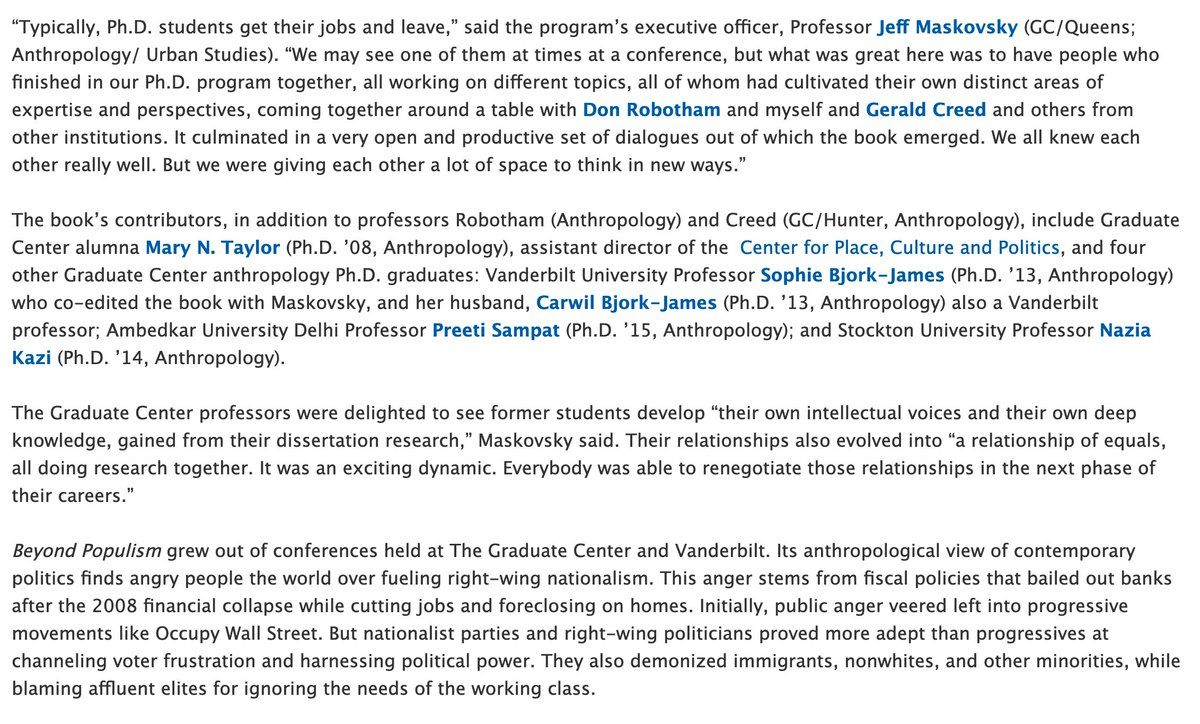 “Typically, Ph.D. students get their jobs and leave,” said the program’s executive officer, Professor Jeff Maskovsky (GC/Queens;
Anthropology/ Urban Studies). “We may see one of them at times at a conference, but what was great here was to have people who
finished in our Ph.D. program together, all working on different topics, all of whom had cultivated their own distinct areas of
expertise and perspectives, coming together around a table with Don Robotham and myself and Gerald Creed and others from
other institutions. It culminated in a very open and productive set of dialogues out of which the book emerged. We all knew each
other really well. But we were giving each other a lot of space to think in new ways.”
The book’s contributors, in addition to professors Robotham (Anthropology) and Creed (GC/Hunter, Anthropology), include Graduate
Center alumna Mary N. Taylor (Ph.D. ’08, Anthropology), assistant director of the Center for Place, Culture and Politics, and four
other Graduate Center anthropology Ph.D. graduates: Vanderbilt University Professor Sophie Bjork-James (Ph.D. ’13, Anthropology)
who co-edited the book with Maskovsky, and her husband, Carwil Bjork-James (Ph.D. ’13, Anthropology) also a Vanderbilt
professor; Ambedkar University Delhi Professor Preeti Sampat (Ph.D. ’15, Anthropology); and Stockton University Professor Nazia
Kazi (Ph.D. ’14, Anthropology).
The Graduate Center professors were delighted to see former students develop “their own intellectual voices and their own deep
knowledge, gained from their dissertation research,” Maskovsky said. Their relationships also evolved into “a relationship of equals,
all doing research together. It was an exciting dynamic. Everybody was able to renegotiate those relationships in the next phase of
their careers.”
Beyond Populism grew out of conferences held at The Graduate Center and Vanderbilt. Its anthropological view of contemporary
politics finds angry people the world over fueling right-wing nationalism. This anger stems from fiscal policies that bailed out banks
after the 2008 financial collapse while cutting jobs and foreclosing on homes. Initially, public anger veered left into progressive
movements like Occupy Wall Street. But nationalist parties and right-wing politicians proved more adept than progressives at
channeling voter frustration and harnessing political power. They also demonized immigrants, nonwhites, and other minorities, while
blaming affluent elites for ignoring the needs of the working class.